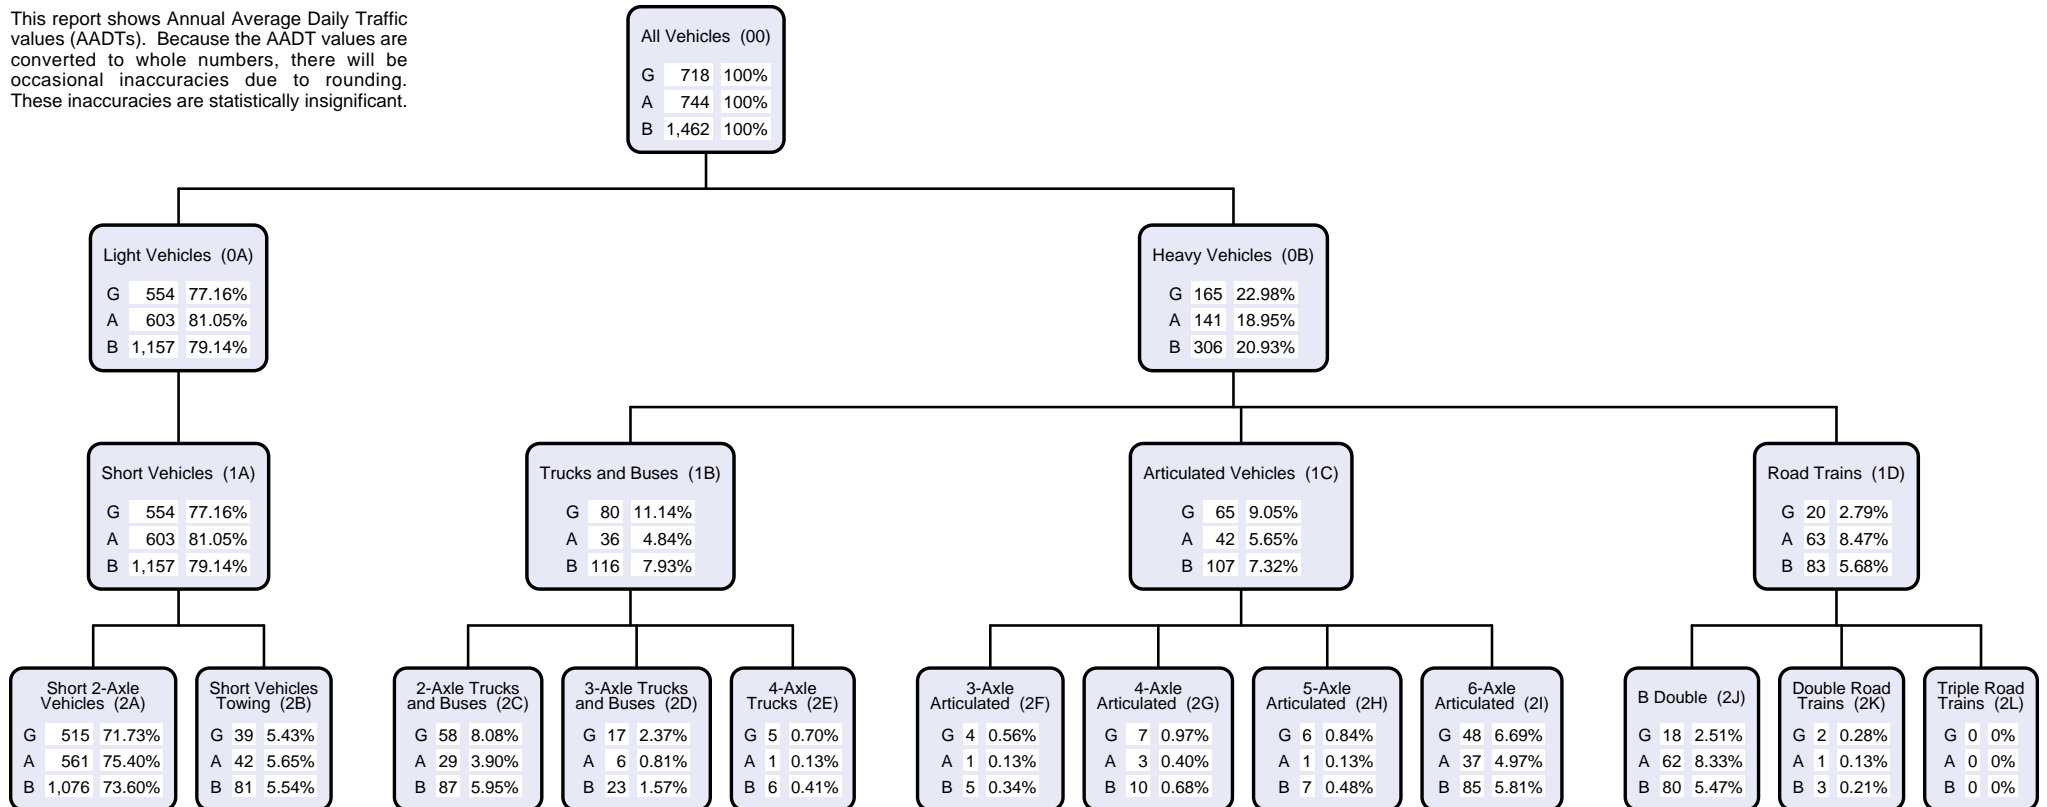 This report shows Annual Average Daily Traffic
values (AADTs). Because the AADT values are
converted to whole numbers, there will be
occasional inaccuracies due to rounding.
These inaccuracies are statistically insignificant.
All Vehicles (00)
G 718 100%
A 744 100%
B 1,462 100%
Light Vehicles (0A)
G 554 77.16%
A 603 81.05%
B 1,157 79.14%
Heavy Vehicles (0B)
G 165 22.98%
A 141 18.95%
B 306 20.93%
Short Vehicles (1A)
G 554 77.16%
A 603 81.05%
B 1,157 79.14%
Trucks and Buses (1B)
G 80 11.14%
A 36 4.84%
B 116 7.93%
Articulated Vehicles (1C)
G 65 9.05%
A 42 5.65%
B 107 7.32%
Road Trains (1D)
G 20 2.79%
A 63 8.47%
B 83 5.68%
Short 2-Axle
Vehicles (2A)
G 515 71.73%
A 561 75.40%
B 1,076 73.60%
Short Vehicles
Towing (2B)
G 39 5.43%
A 42 5.65%
B 81 5.54%
2-Axle Trucks
and Buses (2C)
G 58 8.08%
A 29 3.90%
B 87 5.95%
3-Axle Trucks
and Buses (2D)
G 17 2.37%
A 6 0.81%
B 23 1.57%
4-Axle
Trucks (2E)
G 5 0.70%
A 1 0.13%
B 6 0.41%
3-Axle
Articulated (2F)
G 4 0.56%
A 1 0.13%
B 5 0.34%
4-Axle
Articulated (2G)
G 7 0.97%
A 3 0.40%
B 10 0.68%
5-Axle
Articulated (2H)
G 6 0.84%
A 1 0.13%
B 7 0.48%
6-Axle
Articulated (2I)
G 48 6.69%
A 37 4.97%
B 85 5.81%
B Double (2J)
G 18 2.51%
A 62 8.33%
B 80 5.47%
Double Road
Trains (2K)
G 2 0.28%
A 1 0.13%
B 3 0.21%
Triple Road
Trains (2L)
G 0 0%
A 0 0%
B 0 0%